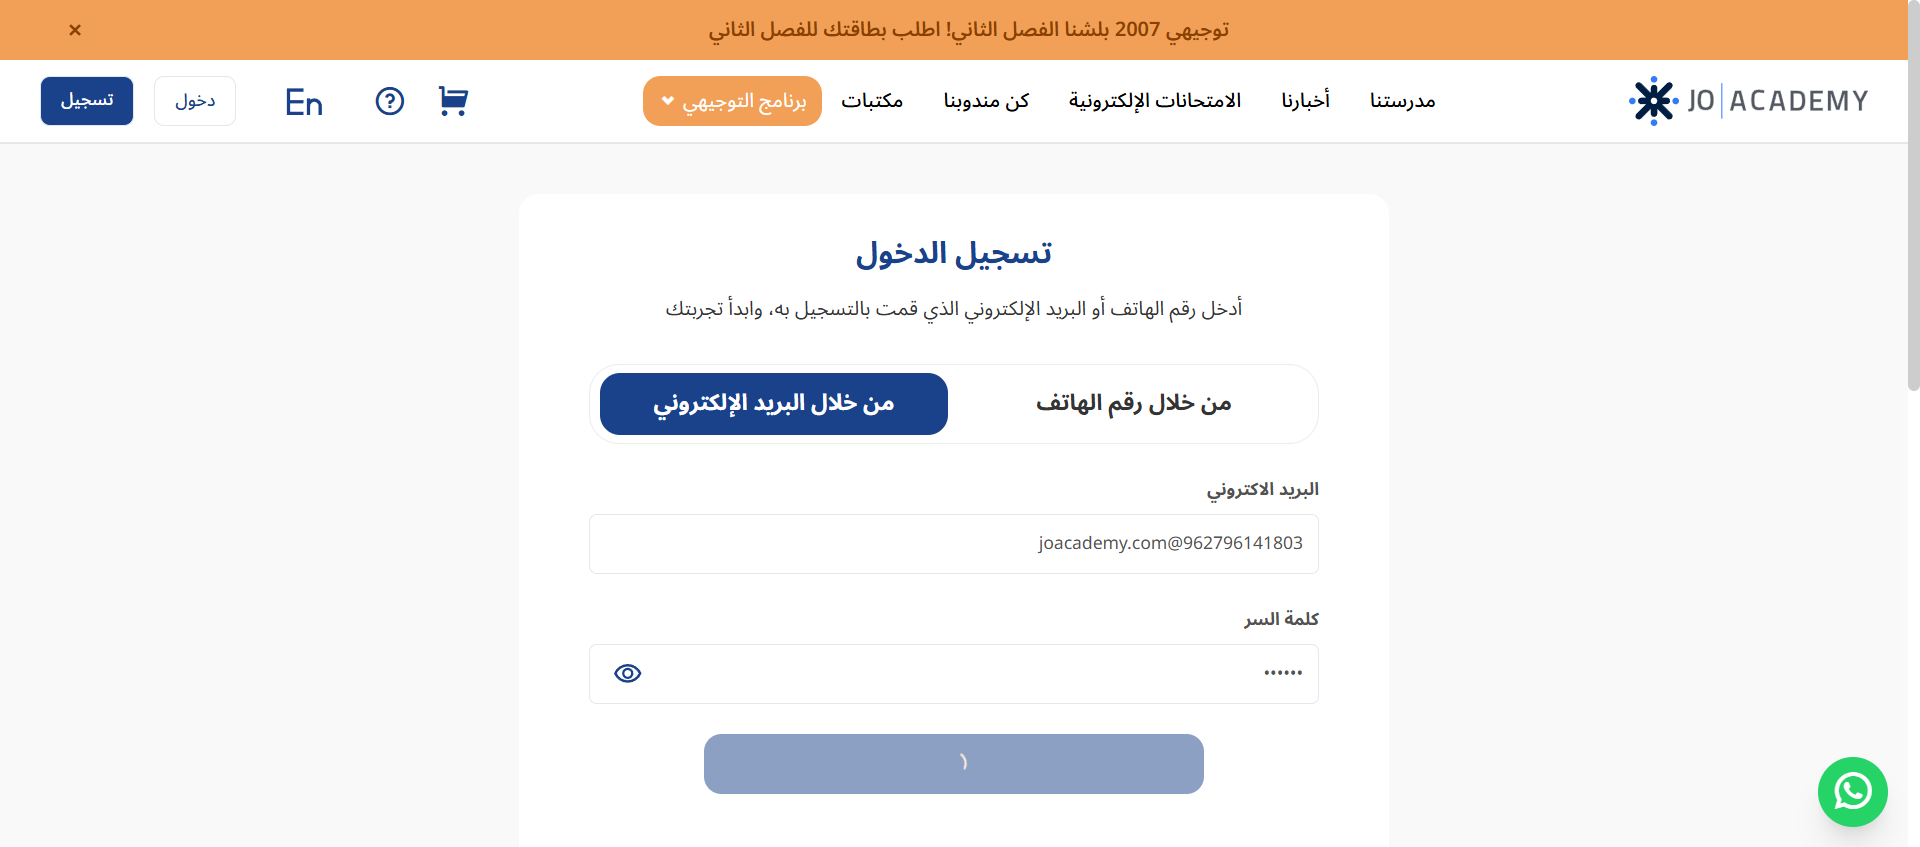 توجيهي 2007 بلشنا الفصل الثاني! اطلب بطاقتك للفصل الثاني
×
JO ACADEMY
مدرستنا
أخبارنا
الامتحانات الإلكترونية
كن مندوبنا
مكتبات
برنامج التوجيهي
?
En
دخول
تسجيل
تسجيل الدخول
أدخل رقم الهاتف أو البريد الإلكتروني الذي قمت بالتسجيل به، وابدأ تجربتك
من خلال رقم الهاتف
من خلال البريد الإلكتروني
البريد الاكتروني
joacademy.com@962796141803
كلمة السر
••••••